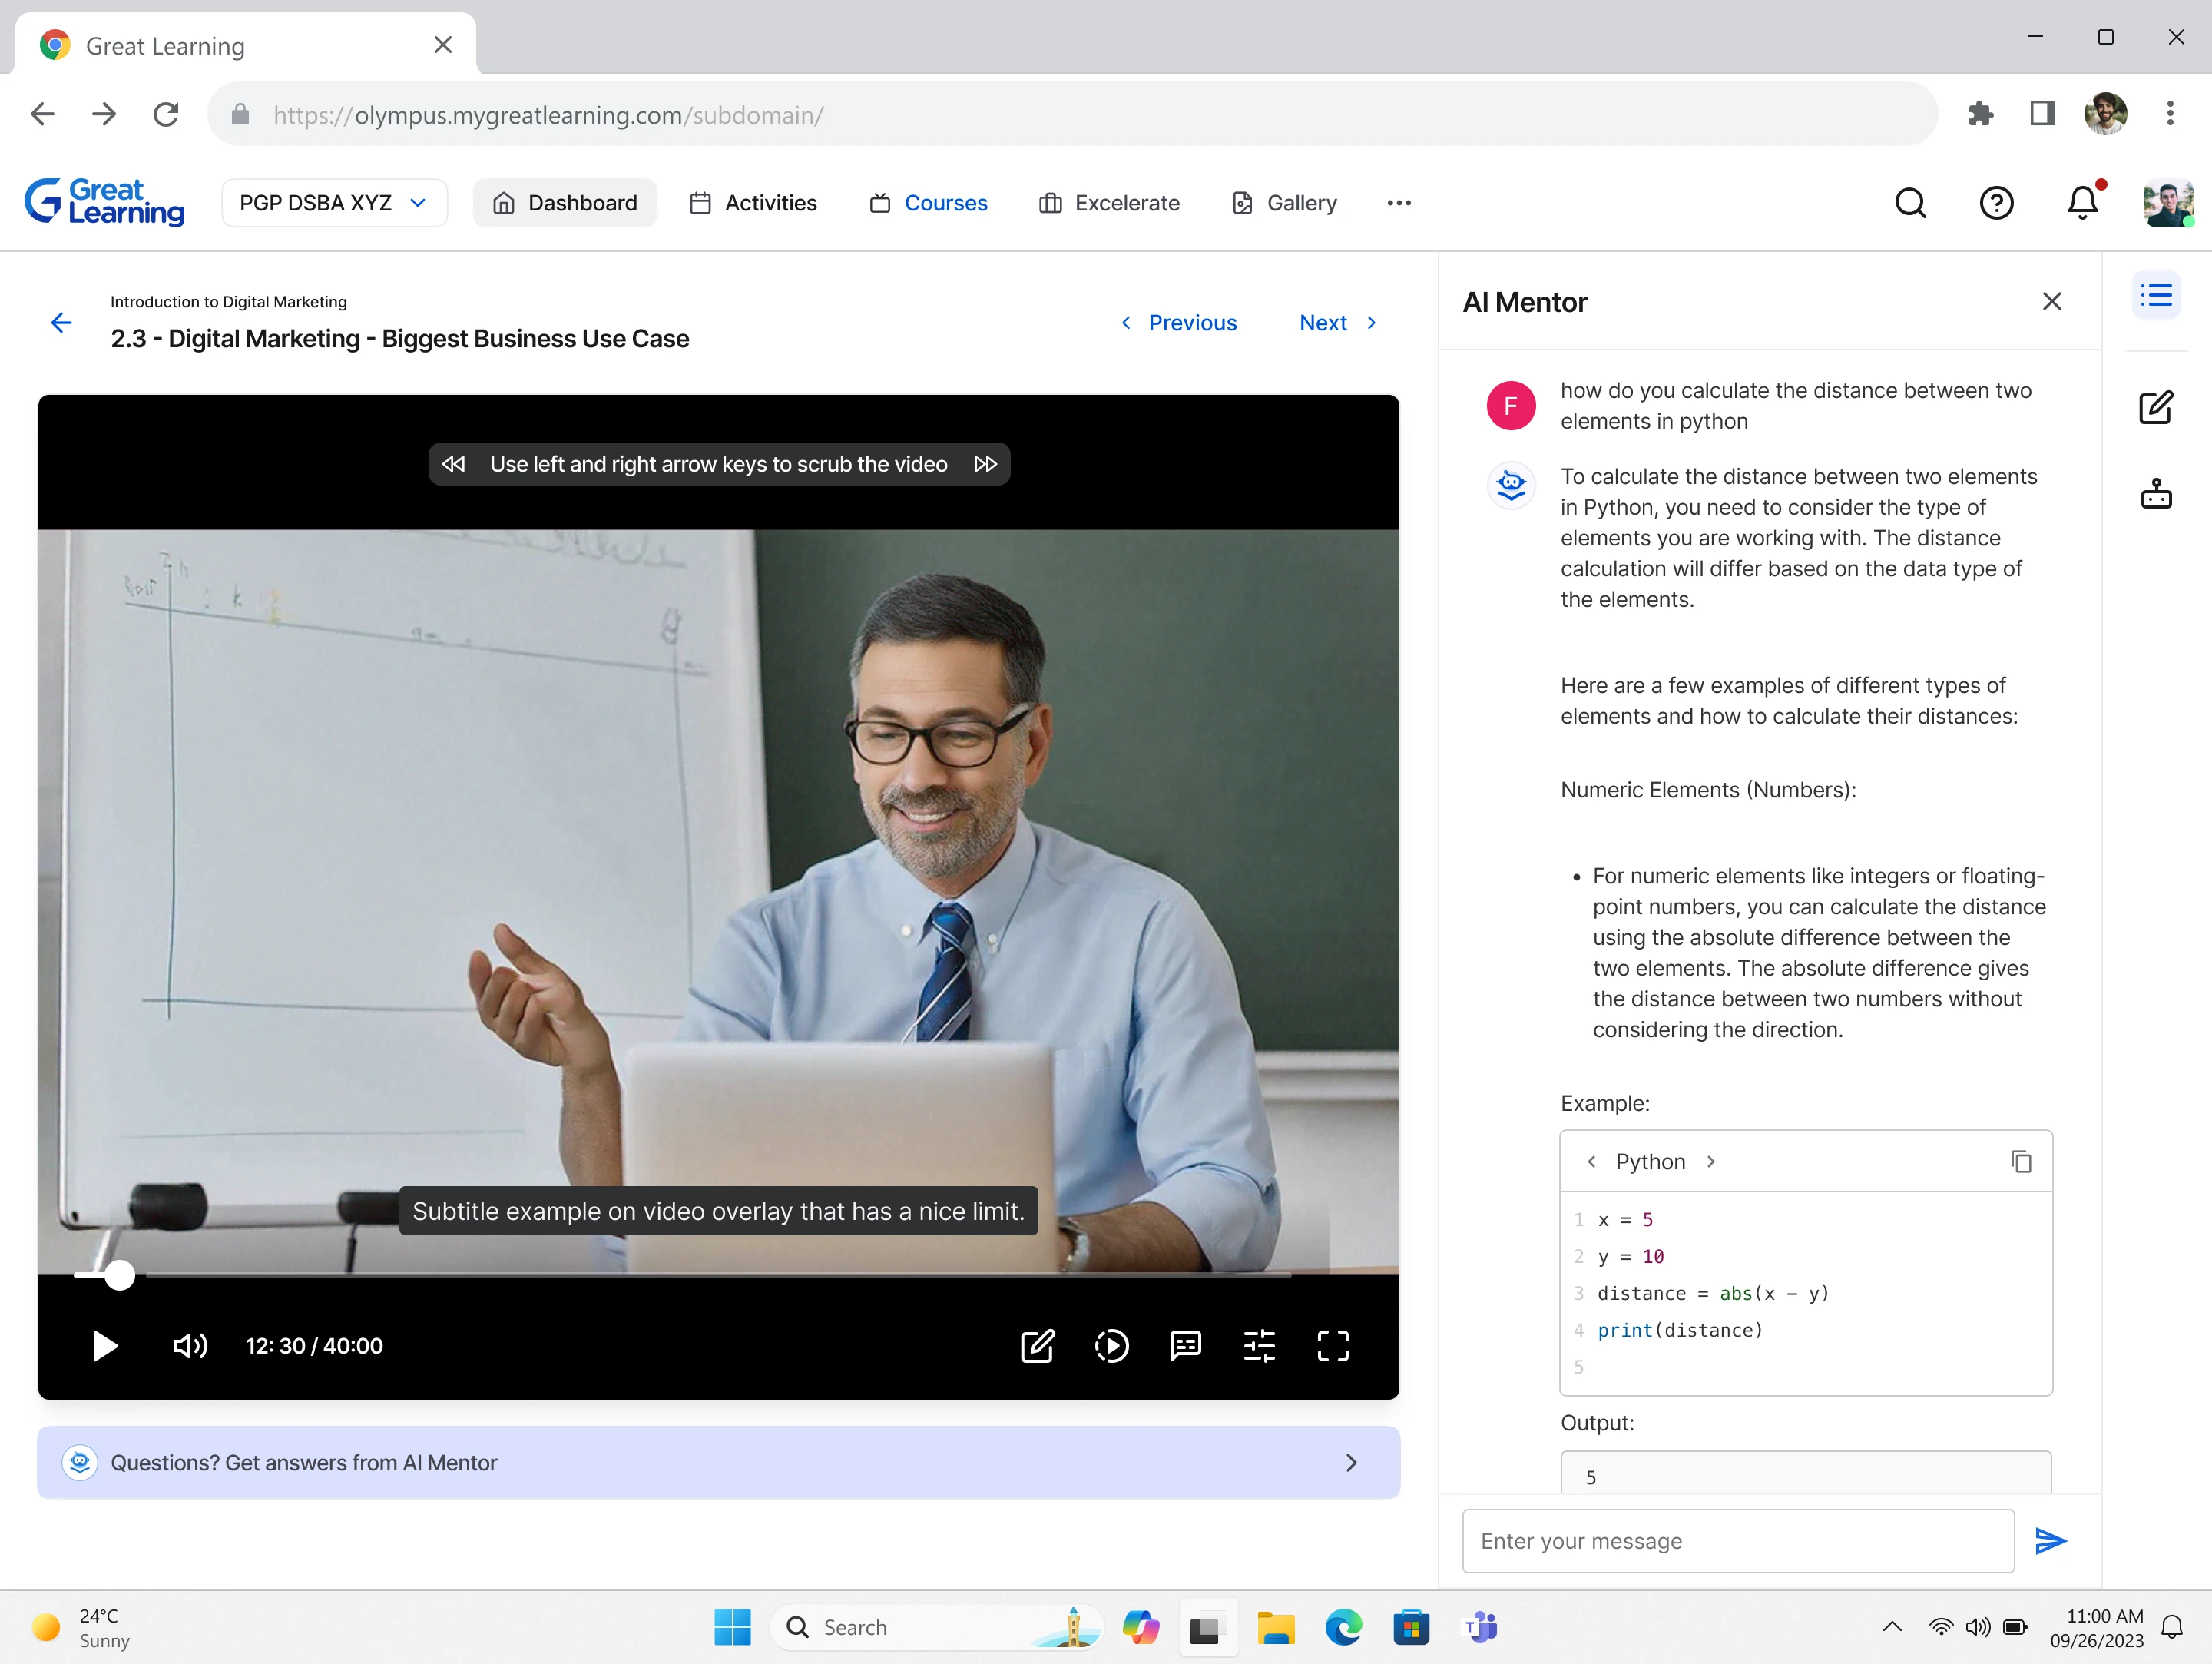 Great Learning
https://olympus.mygreatlearning.com/subdomain/
Great
Learning
PGP DSBA XYZ
Dashboard
Activities
Courses
Excelerate
Gallery
Introduction to Digital Marketing
2.3 - Digital Marketing - Biggest Business Use Case
Previous
Next
Use left and right arrow keys to scrub the video
Subtitle example on video overlay that has a nice limit.
12: 30 / 40:00
Questions? Get answers from AI Mentor
AI Mentor
F
how do you calculate the distance between two
elements in python
To calculate the distance between two elements
in Python, you need to consider the type of
elements you are working with. The distance
calculation will differ based on the data type of
the elements.
Here are a few examples of different types of
elements and how to calculate their distances:
Numeric Elements (Numbers):
• For numeric elements like integers or floating-
point numbers, you can calculate the distance
using the absolute difference between the
two elements. The absolute difference gives
the distance between two numbers without
considering the direction.
Example:
Python
1 x = 5
2 y = 10
3 distance = abs(x − y)
4 print(distance)
5
Output:
5
Enter your message
24°C
Sunny
Search
T
11:00 AM
09/26/2023